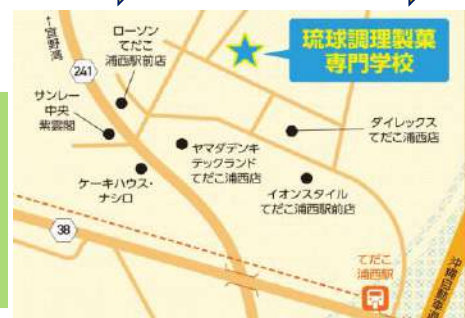 ←宜野湾
241
ローソン
てだこ
浦西駅前店
琉球調理製菓
専門学校
サンレー
中央
紫雲閣
ダイレックス
てだこ浦西店
ヤマダデンキ
テックランド
てだこ浦西店
ケーキハウス・
ナシロ
イオンスタイル
てだこ浦西駅前店
38
てだこ
浦西駅
沖縄自動車道